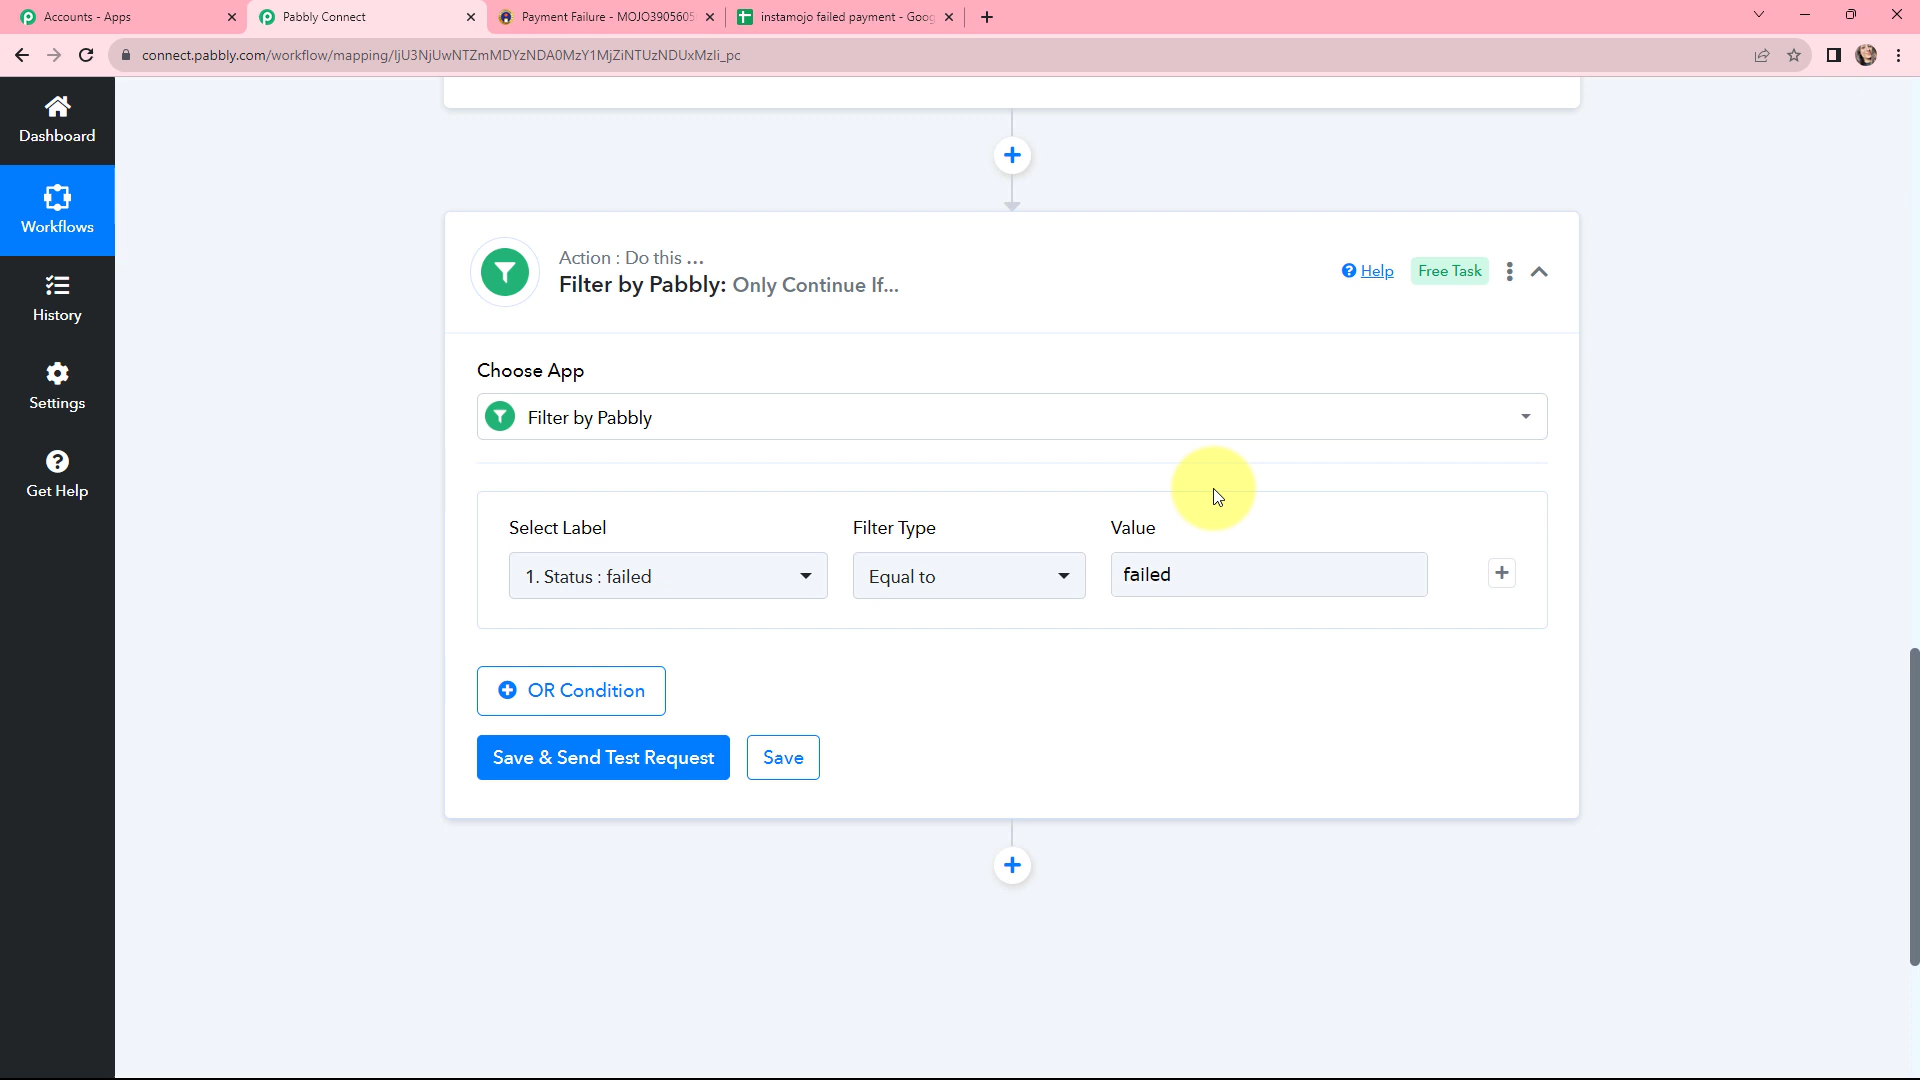 Accounts - Apps
Pabbly Connect
Payment Failure - MOJO3905605
instamojo failed payment - Goog
connect.pabbly.com/workflow/mapping/IjU3NjUwNTZmMDYzNDA0MzY1MjZiNTUzNDUxMzIi_pc
Dashboard
Workflows
History
Settings
Get Help
Action : Do this ...
Filter by Pabbly: Only Continue If...
Help
Free Task
Choose App
Filter by Pabbly
Select Label
Filter Type
Value
1. Status : failed
Equal to
failed
OR Condition
Save & Send Test Request
Save